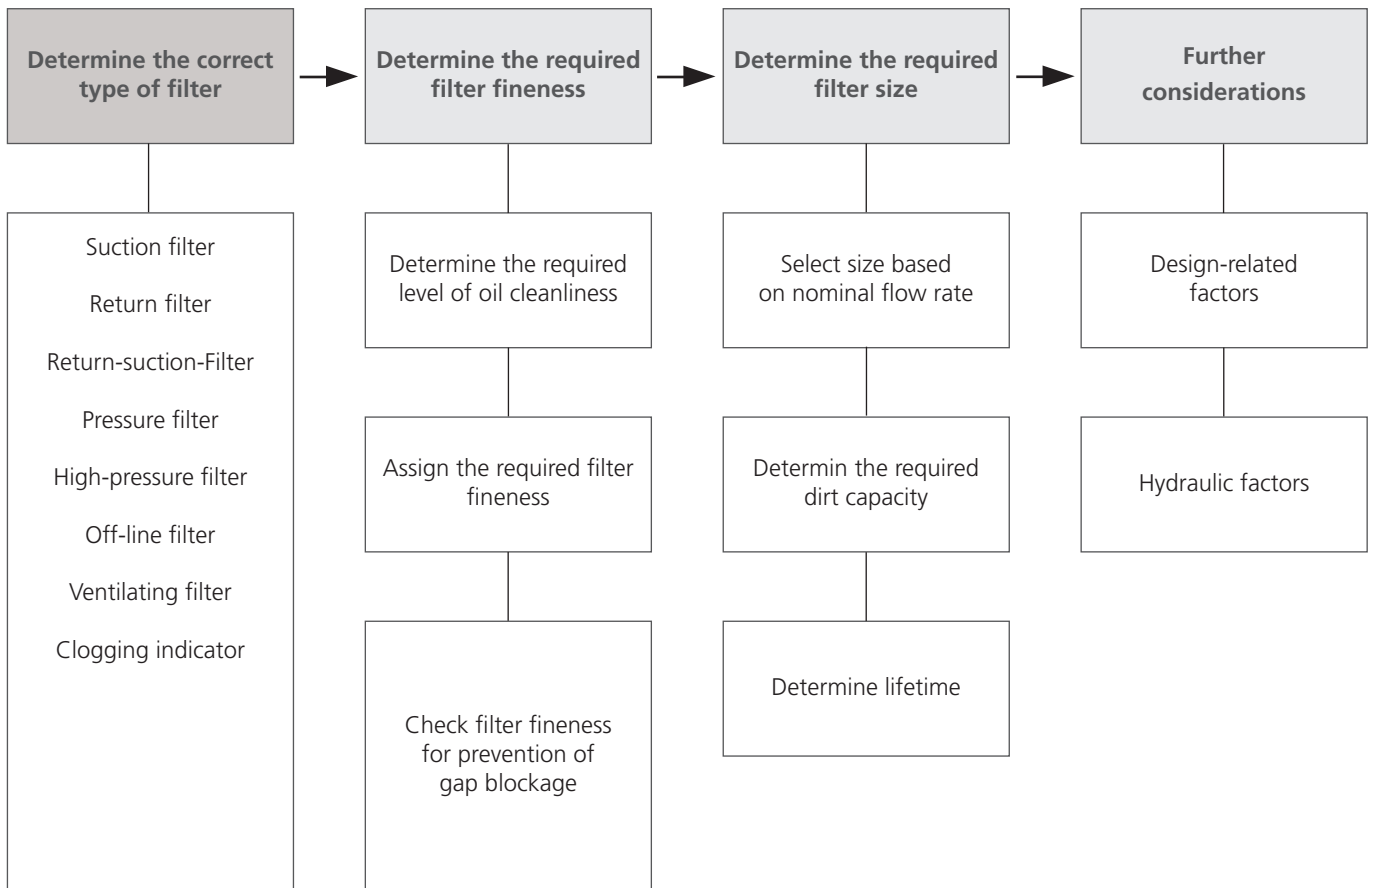 Determine the correct
type of filter
Determine the required
filter fineness
Determine the required
filter size
Further
considerations
Suction filter
Return filter
Return-suction-Filter
Pressure filter
High-pressure filter
Off-line filter
Ventilating filter
Clogging indicator
Determine the required
level of oil cleanliness
Assign the required filter
fineness
Check filter fineness
for prevention of
gap blockage
Select size based
on nominal flow rate
Determin the required
dirt capacity
Determine lifetime
Design-related
factors
Hydraulic factors